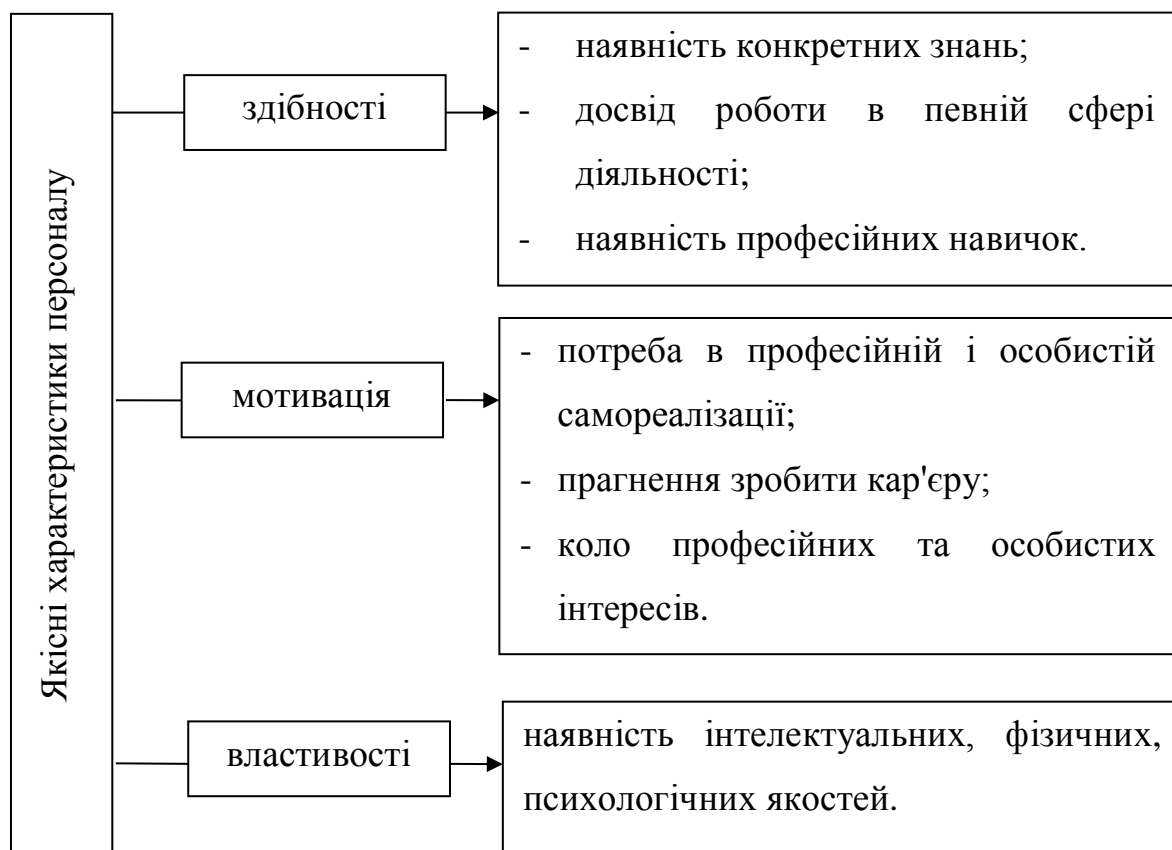 Якісні характеристики персоналу
здібності
- наявність конкретних знань;
- досвід роботи в певній сфері
діяльності;
- наявність професійних навичок.
мотивація
- потреба в професійній і особистій
самореалізації;
- прагнення зробити кар'єру;
- коло професійних та особистих
інтересів.
властивості
наявність інтелектуальних, фізичних,
психологічних якостей.